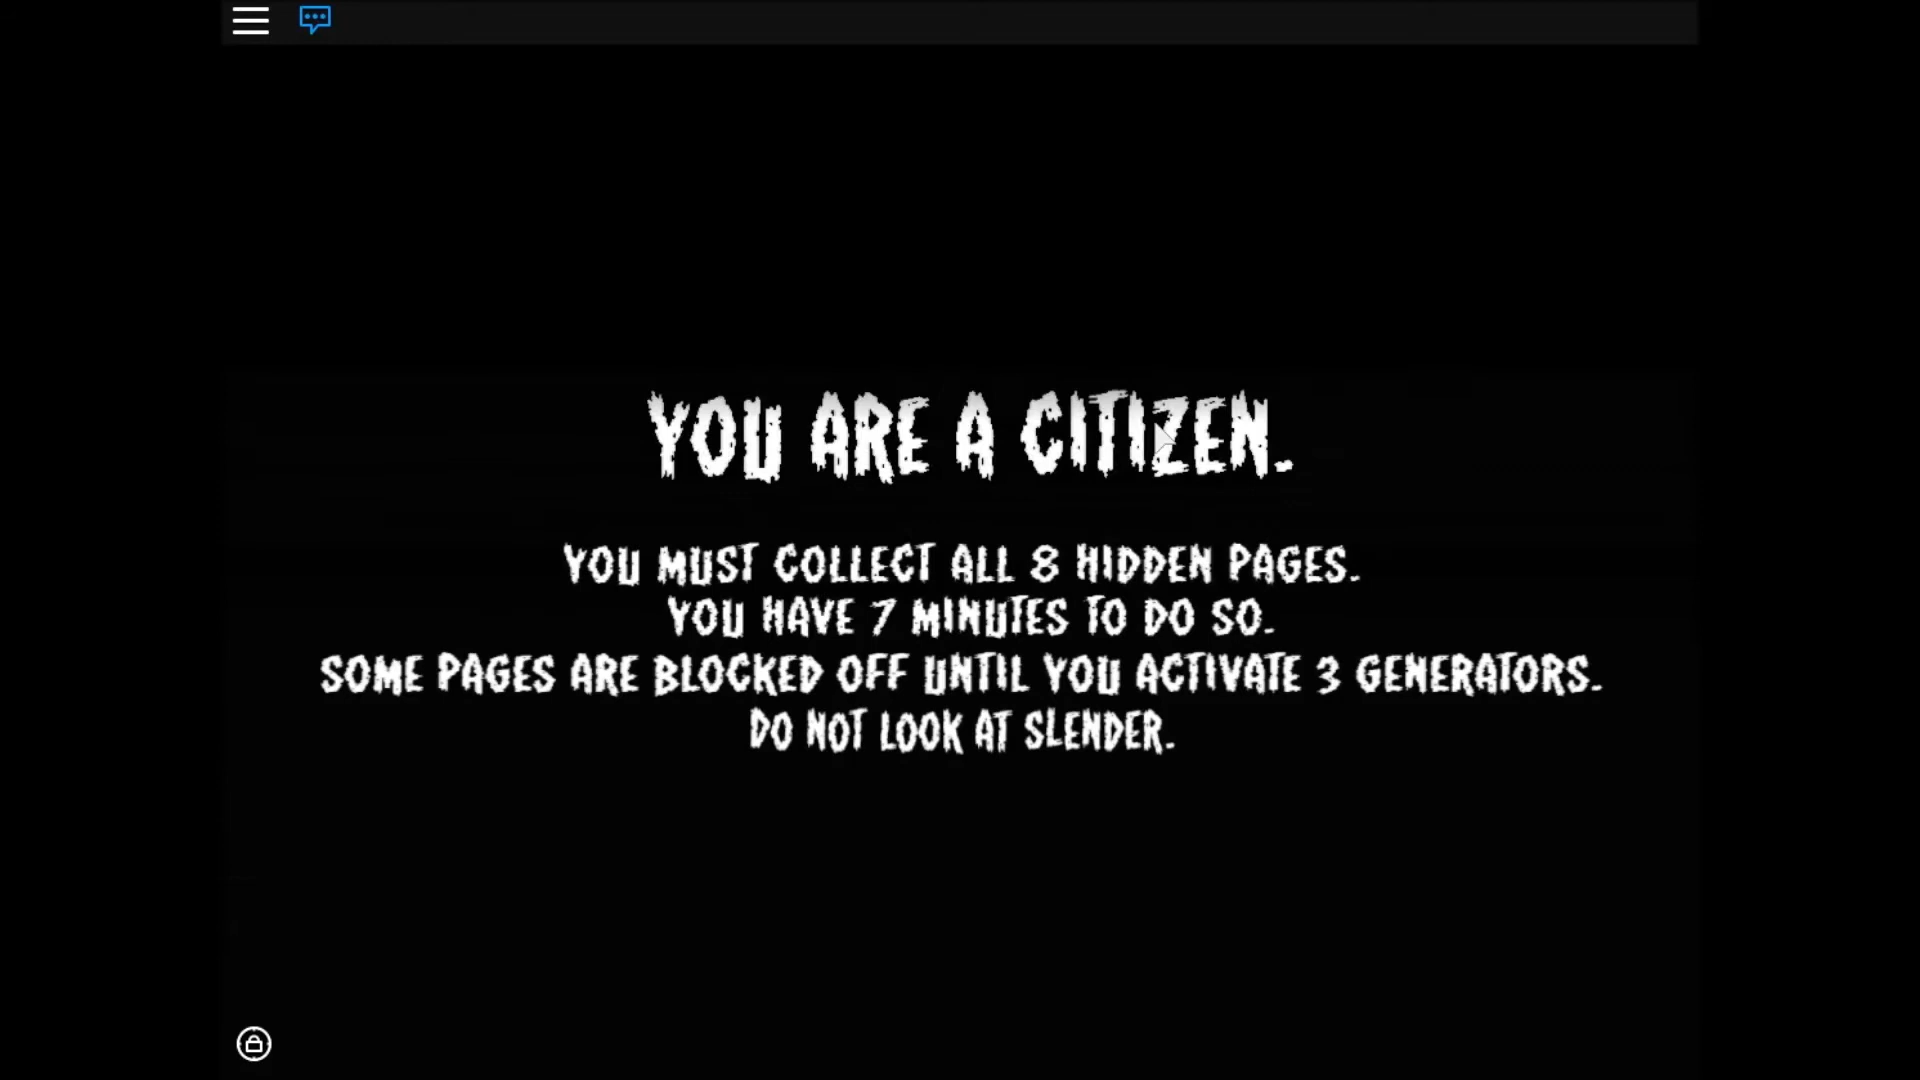 YOU ARE A CITIZEN.
YOU MUST COLLECT ALL 8 HIDDEN PAGES.
YOU HAVE 7 MINUTES TO DO SO.
SOME PAGES ARE BLOCKED OFF UNTIL YOU ACTIVATE 3 GENERATORS.
DO NOT LOOK AT SLENDER.